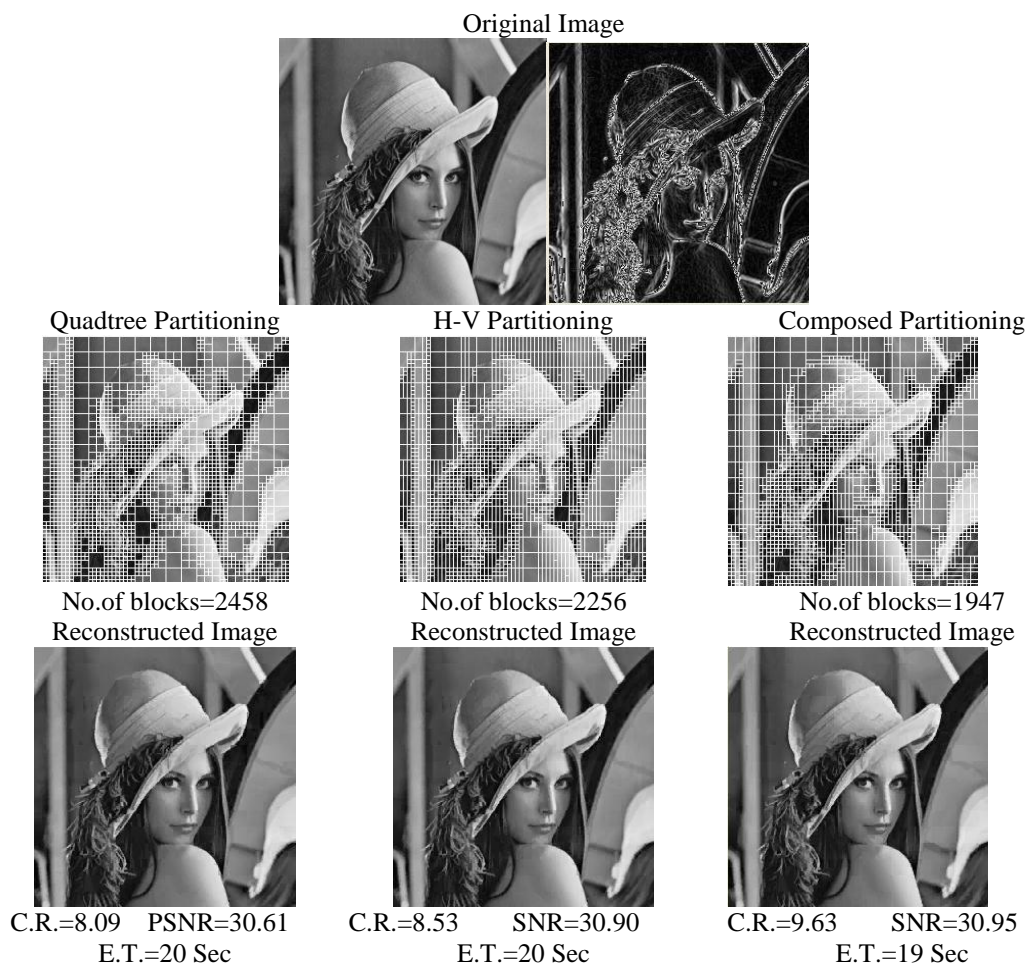 Original Image
Quadtree Partitioning H-V Partitioning Composed Partitioning
No.of blocks=2458 No.of blocks=2256 No.of blocks=1947
Reconstructed Image Reconstructed Image Reconstructed Image
C.R.=8.09 PSNR=30.61 C.R.=8.53 SNR=30.90 C.R.=9.63 SNR=30.95
E.T.=20 Sec E.T.=20 Sec E.T.=19 Sec